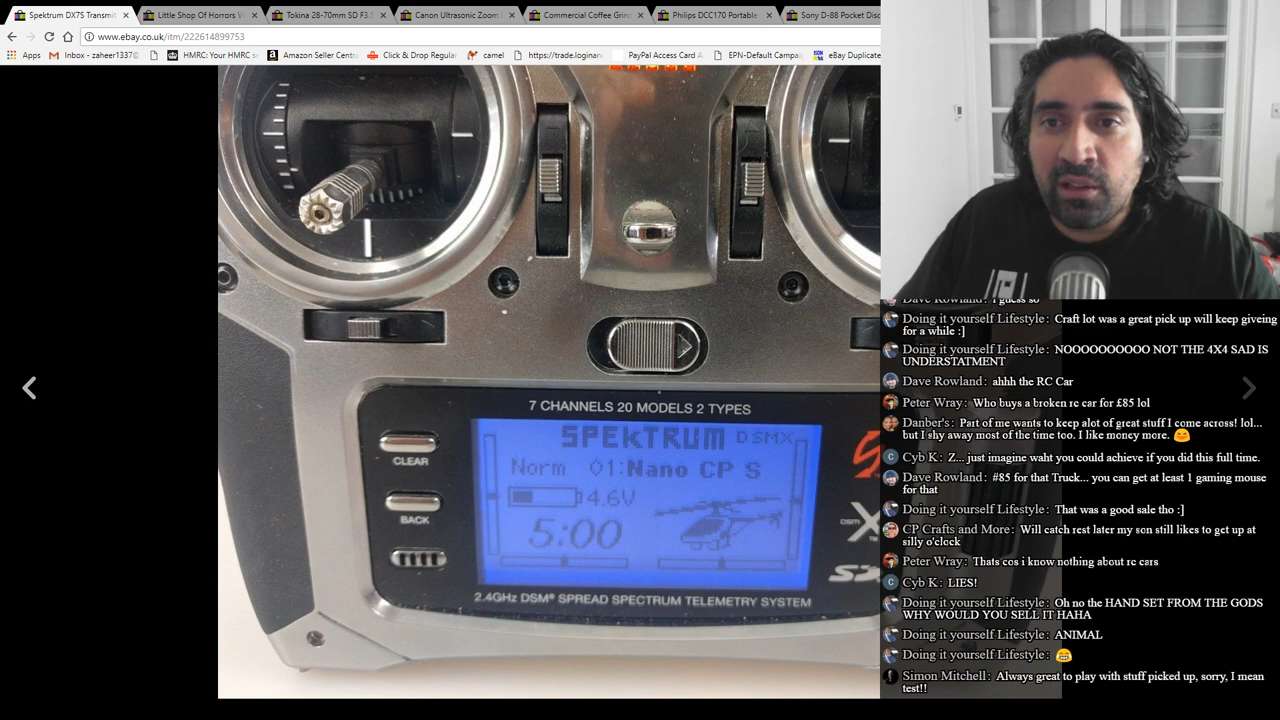 Spektrum DX7S Transmit
Little Shop Of Horrors V
Tokina 28-70mm SD F3.5
Canon Ultrasonic Zoom
Commercial Coffee Grin
Philips DCC170 Portable
Sony D-88 Pocket Disc
www.ebay.co.uk/itm/222614899753
Apps
Inbox - zaheer1337@
HMRC: Your HMRC se
Amazon Seller Centr
Click & Drop Regular
camel
https://trade.loginan
PayPal Access Card A
EPN-Default Campai
eBay Duplicate
7 CHANNELS 20 MODELS 2 TYPES
SPEKTRUM DSMX
Norm 01:Nano CP S
4.6V
5:00
CLEAR
BACK
2.4GHz DSM® SPREAD SPECTRUM TELEMETRY SYSTEM
Dave Rowland: I guess so
Doing it yourself Lifestyle: Craft lot was a great pick up will keep giveing
for a while :]
Doing it yourself Lifestyle: NOOOOOOOOOO NOT THE 4X4 SAD IS
UNDERSTATMENT
Dave Rowland: ahhh the RC Car
Peter Wray: Who buys a broken rc car for £85 lol
Danber's: Part of me wants to keep alot of great stuff I come across! lol...
but I shy away most of the time too. I like money more.
Cyb K: Z... just imagine waht you could achieve if you did this full time.
Dave Rowland: #85 for that Truck... you can get at least 1 gaming mouse
for that
Doing it yourself Lifestyle: That was a good sale tho :]
CP Crafts and More: Will catch rest later my son still likes to get up at
silly o'clock
Peter Wray: Thats cos i know nothing about rc cars
Cyb K: LIES!
Doing it yourself Lifestyle: Oh no the HAND SET FROM THE GODS
WHY WOULD YOU SELL IT HAHA
Doing it yourself Lifestyle: ANIMAL
Doing it yourself Lifestyle:
Simon Mitchell: Always great to play with stuff picked up, sorry, I mean
test!!